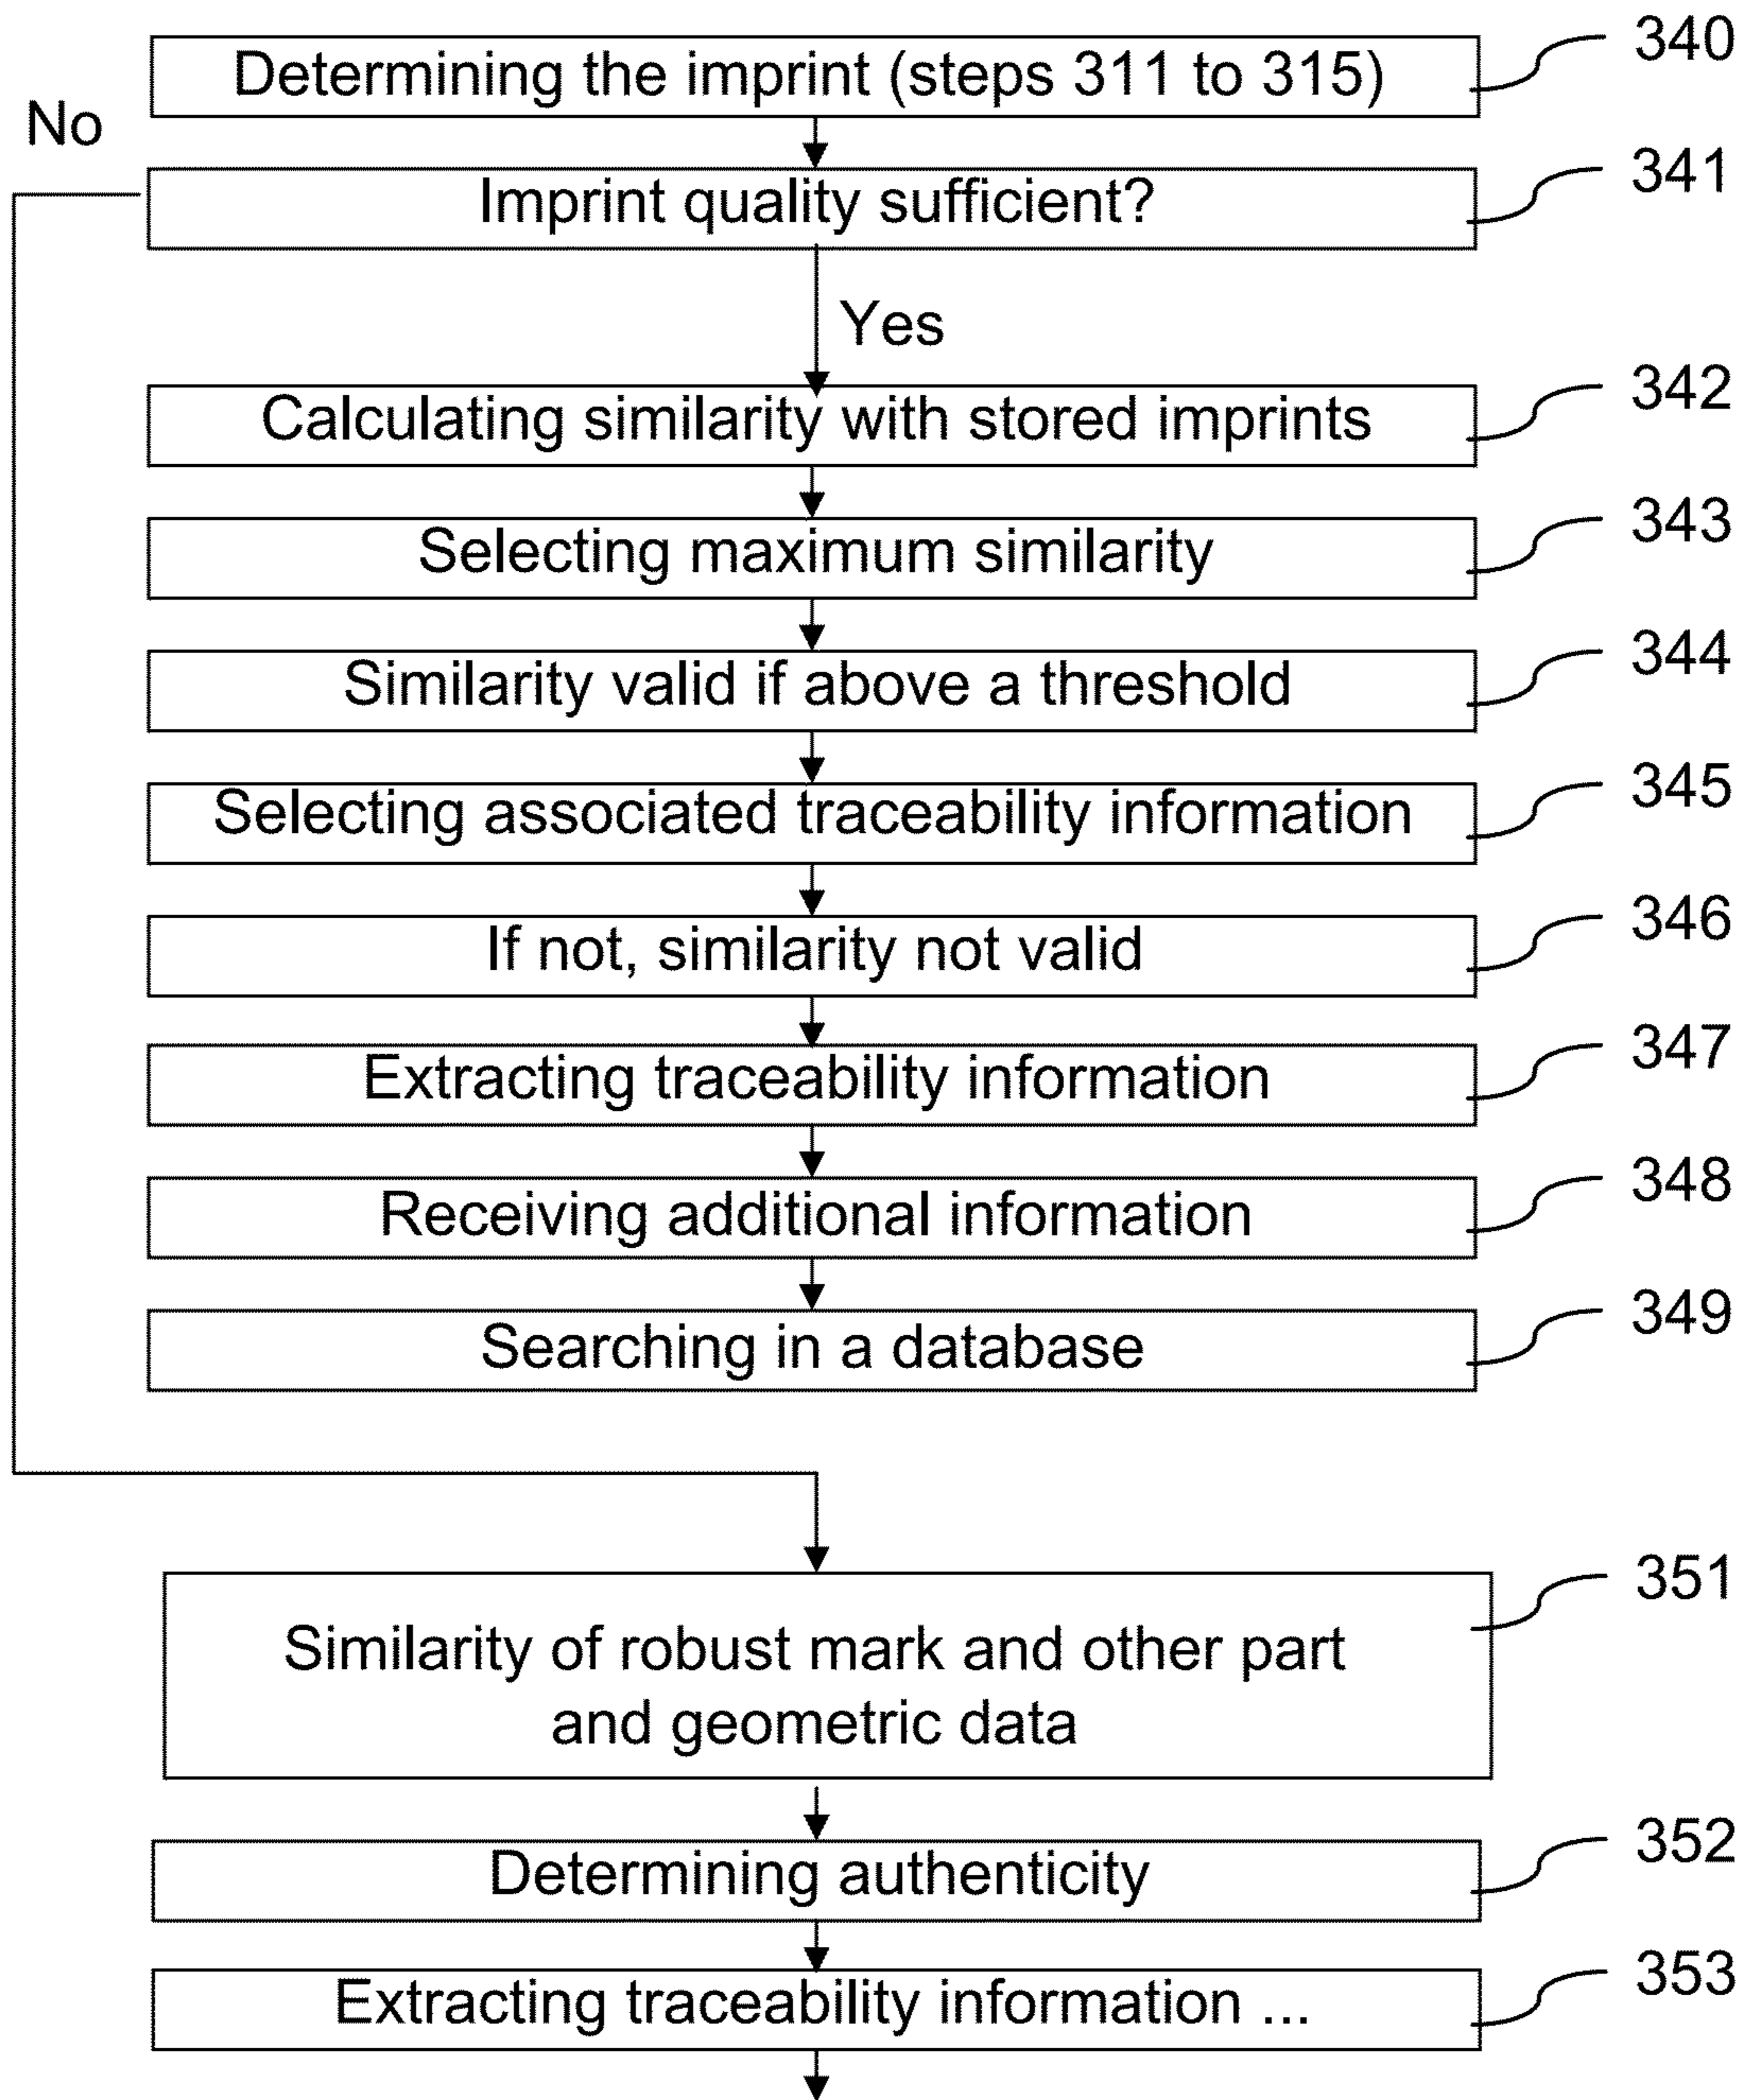 Determining the imprint (steps 311 to 315)
340
No
Imprint quality sufficient?
341
Yes
Calculating similarity with stored imprints
342
Selecting maximum similarity
343
Similarity valid if above a threshold
344
Selecting associated traceability information
345
If not, similarity not valid
346
Extracting traceability information
347
Receiving additional information
348
Searching in a database
349
Similarity of robust mark and other part
and geometric data
351
Determining authenticity
352
Extracting traceability information ...
353